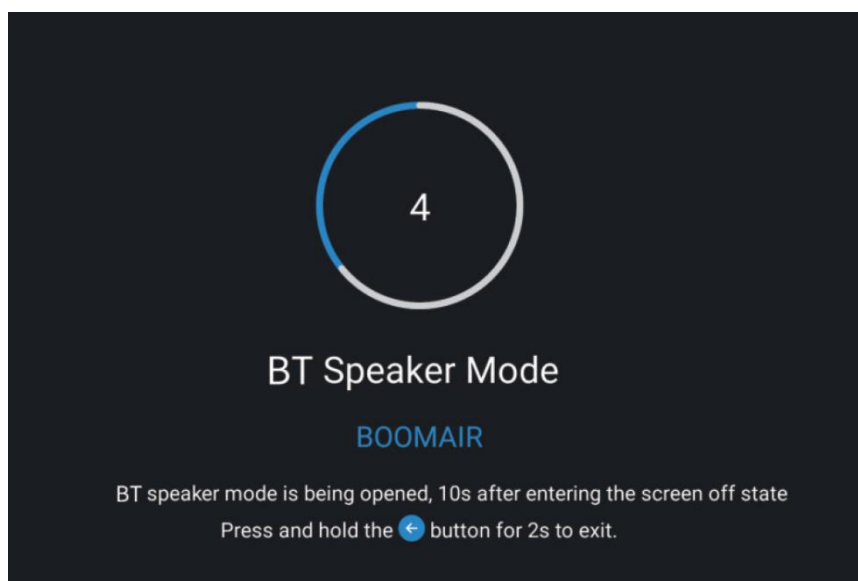 4
BT Speaker Mode
BOOMAIR
BT speaker mode is being opened, 10s after entering the screen off state
Press and hold the ← button for 2s to exit.